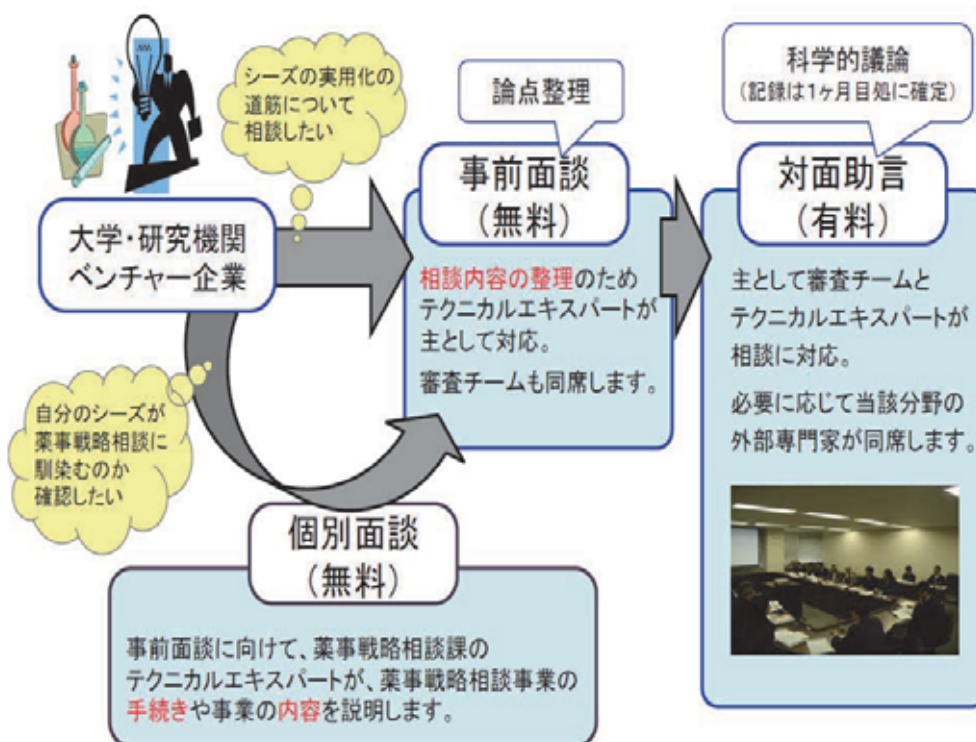 シーズの実用化の
道筋について
相談したい
大学・研究機関
ベンチャー企業
自分のシーズが
薬事戦略相談に
馴染むのか
確認したい
論点整理
事前面談
(無料)
相談内容の整理のため
テクニカルエキスパートが
主として対応。
審査チームも同席します。
科学的議論
(記録は1ヶ月目処に確定)
対面助言
(有料)
主として審査チームと
テクニカルエキスパートが
相談に対応。
必要に応じて当該分野の
外部専門家が同席します。
個別面談
(無料)
事前面談に向けて、薬事戦略相談課の
テクニカルエキスパートが、薬事戦略相談事業の
手続きや事業の内容を説明します。